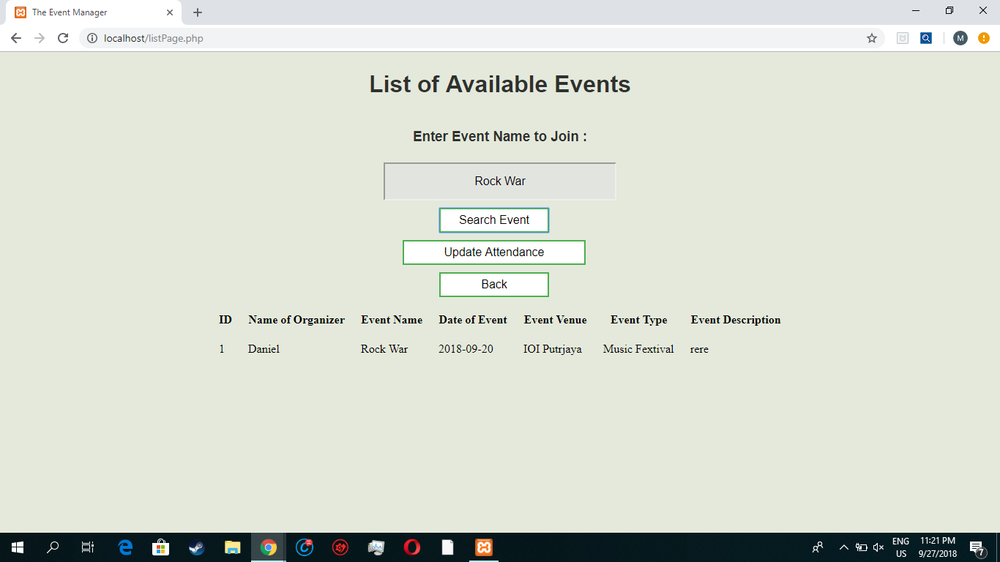 The Event Manager
localhost/listPage.php
M
List of Available Events
Enter Event Name to Join :
Rock War
Search Event
Update Attendance
Back
ID Name of Organizer Event Name Date of Event Event Venue Event Type Event Description
1 Daniel Rock War 2018-09-20 IOI Putrjaya Music Fextival rere
ENG 11:21 PM
US 9/27/2018
7